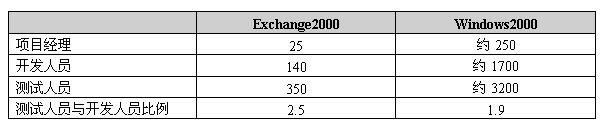 Exchange2000 Windows2000
项目经理 25 约 250
开发人员 140 约 1700
测试人员 350 约 3200
测试人员与开发人员比例 2.5 1.9